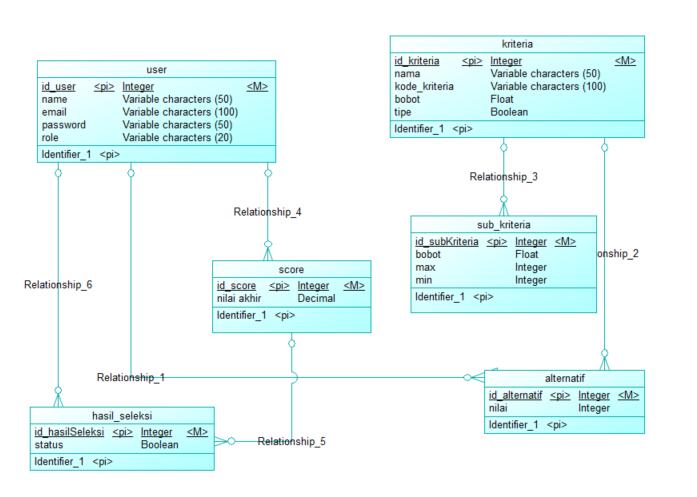 kriteria
id_kriteria <pi> Integer <M>
nama Variable characters (50)
kode_kriteria Variable characters (100)
bobot Float
tipe Boolean
Identifier_1 <pi>
user
id_user <pi> Integer <M>
name Variable characters (50)
email Variable characters (100)
password Variable characters (50)
role Variable characters (20)
Identifier_1 <pi>
Relationship_3
Relationship_4
sub_kriteria
id_subKriteria <pi> Integer <M>
bobot Float
max Integer
min Integer
Identifier_1 <pi>
onship_2
score
id_score <pi> Integer <M>
nilai akhir Decimal
Identifier_1 <pi>
Relationship_6
Relationship_1
alternatif
id_alternatif <pi> Integer <M>
nilai Integer
Identifier_1 <pi>
hasil_seleksi
id_hasilSeleksi <pi> Integer <M>
status Boolean
Identifier_1 <pi>
Relationship_5